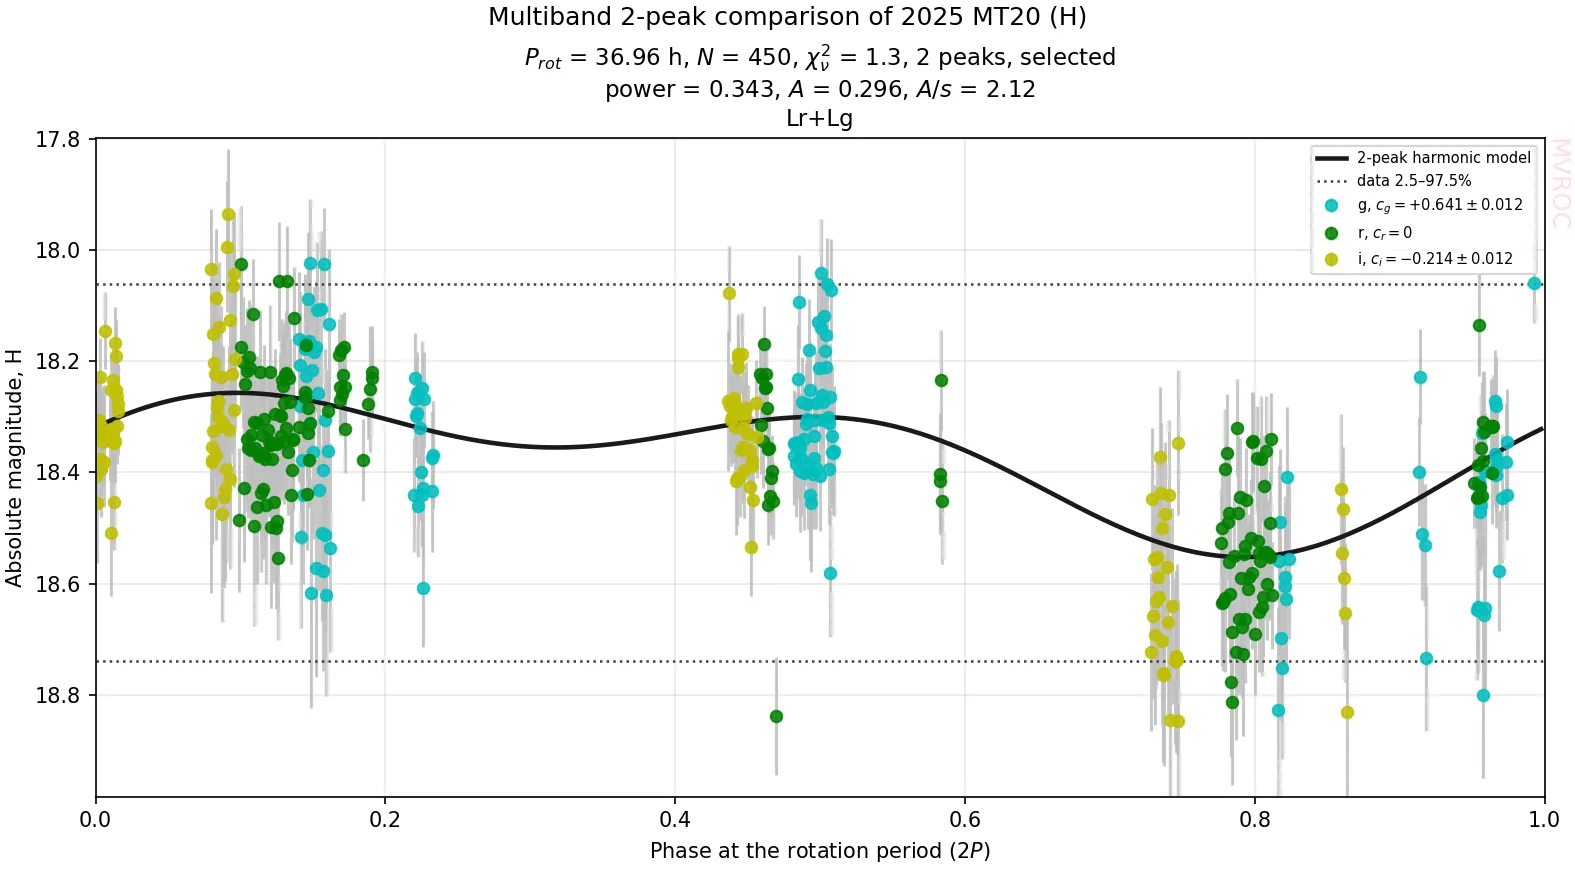 Multiband 2-peak comparison of 2025 MT20 (H)
P_rot = 36.96 h, N = 450, χ²_ν = 1.3, 2 peaks, selected
power = 0.343, A = 0.296, A/s = 2.12
Lr+Lg
17.8
18.0
18.2
18.4
18.6
18.8
Absolute magnitude, H
2-peak harmonic model
data 2.5–97.5%
g, c_g = +0.641 ± 0.012
r, c_r = 0
i, c_i = −0.214 ± 0.012
MVROC
0.0 0.2 0.4 0.6 0.8 1.0
Phase at the rotation period (2P)